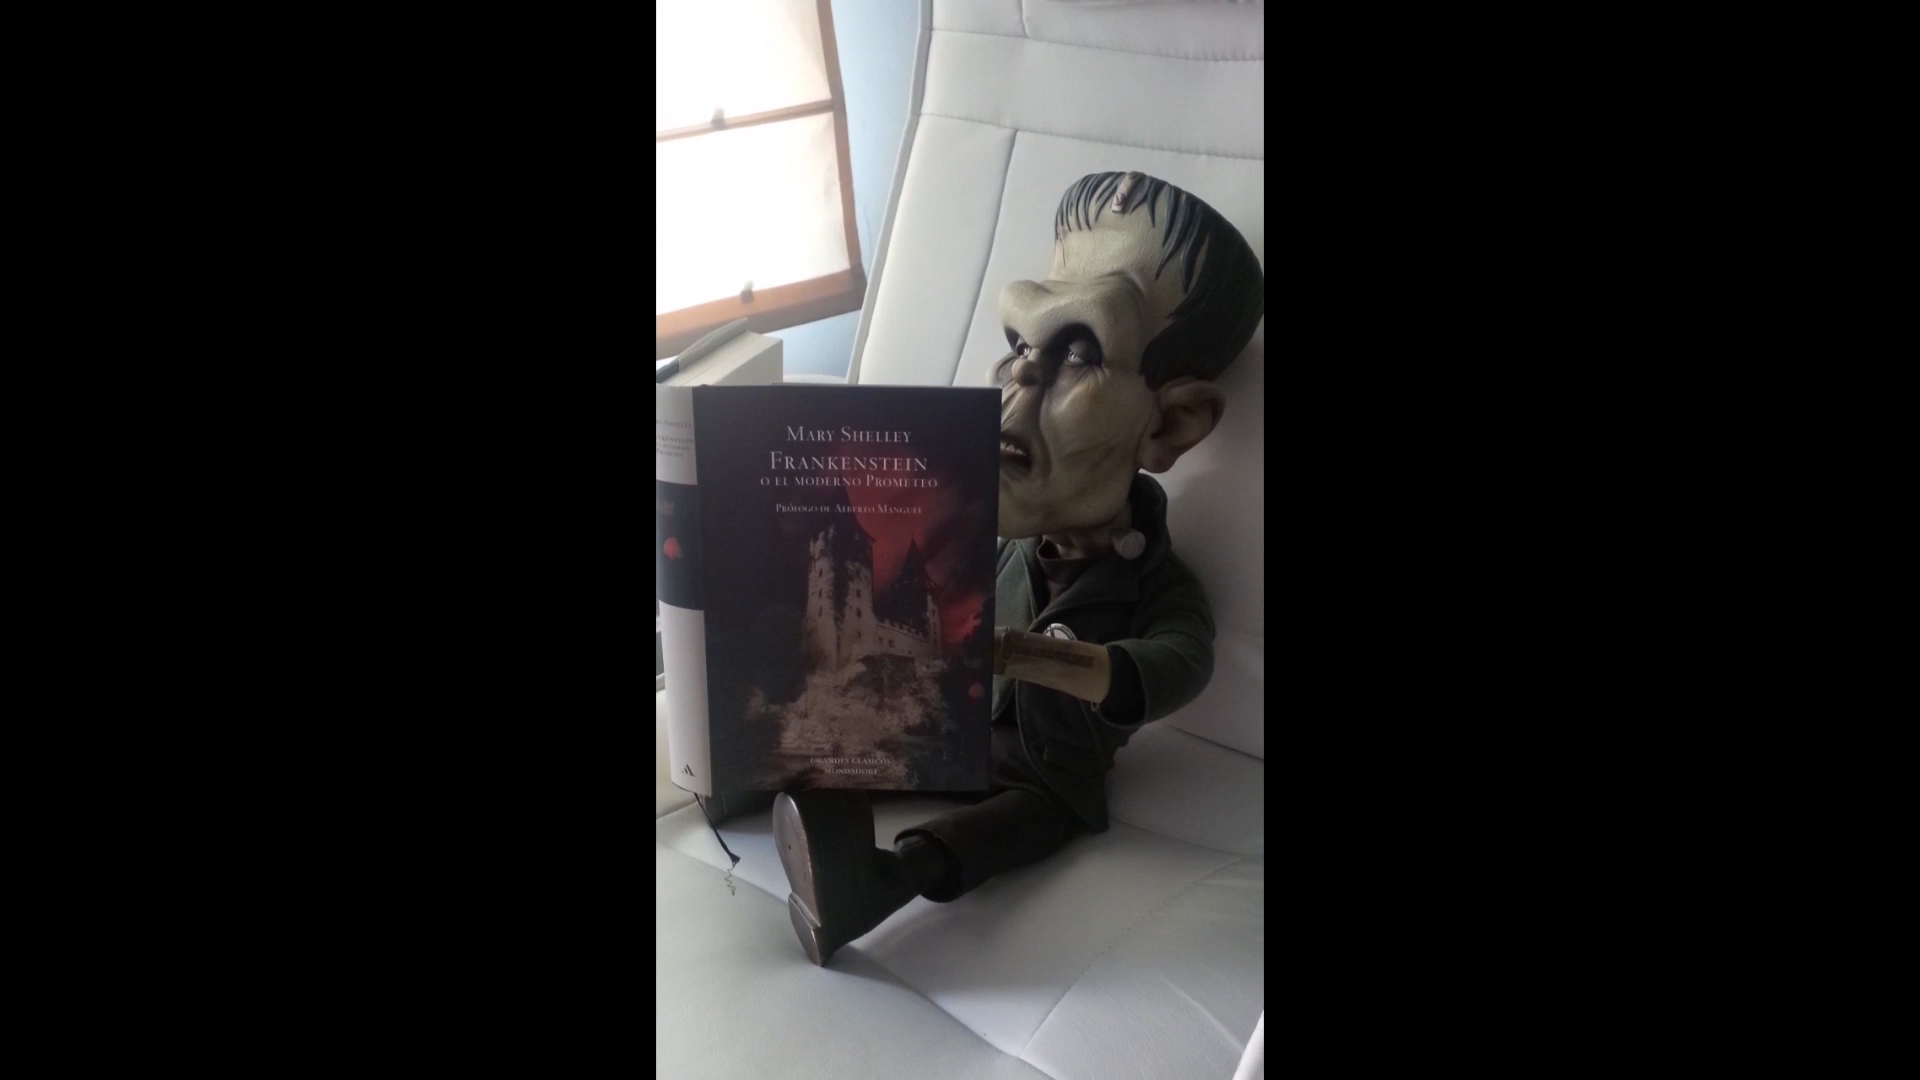 Mary Shelley
Frankenstein
o el moderno Prometeo
Prólogo de Alberto Manguel
Grandes Clásicos
Mondadori